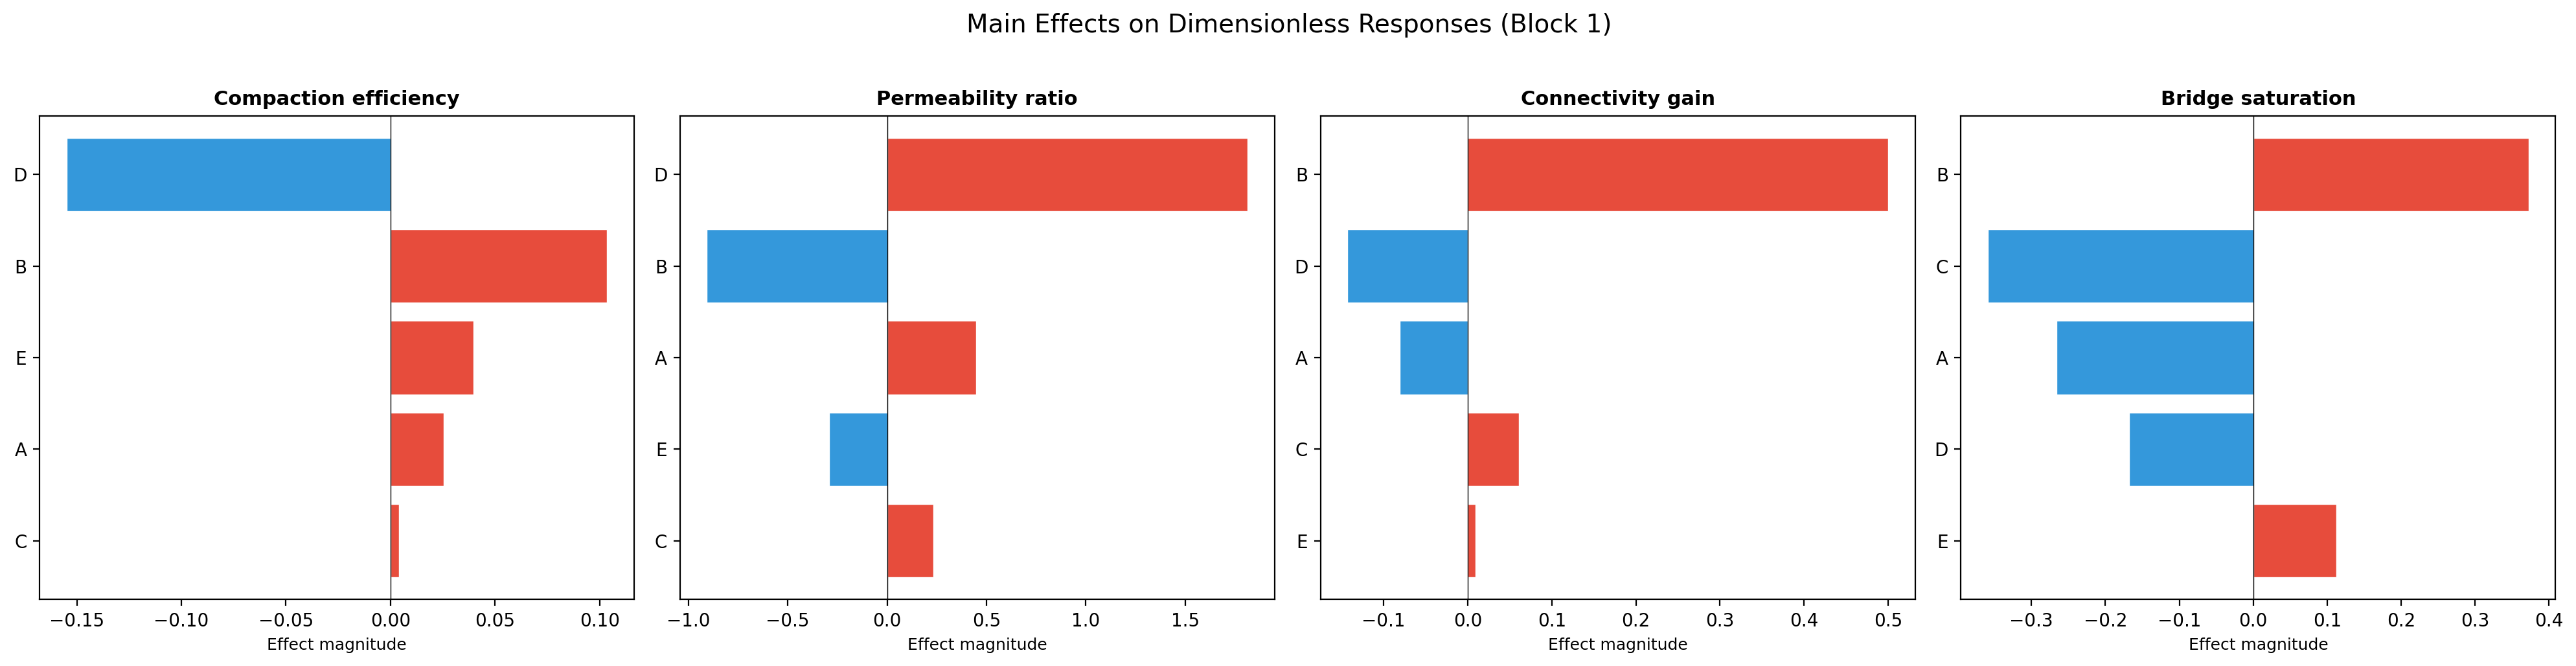 Main Effects on Dimensionless Responses (Block 1)
Compaction efficiency
D
B
E
A
C
−0.15 −0.10 −0.05 0.00 0.05 0.10
Effect magnitude
Permeability ratio
D
B
A
E
C
−1.0 −0.5 0.0 0.5 1.0 1.5
Effect magnitude
Connectivity gain
B
D
A
C
E
−0.1 0.0 0.1 0.2 0.3 0.4 0.5
Effect magnitude
Bridge saturation
B
C
A
D
E
−0.3 −0.2 −0.1 0.0 0.1 0.2 0.3 0.4
Effect magnitude